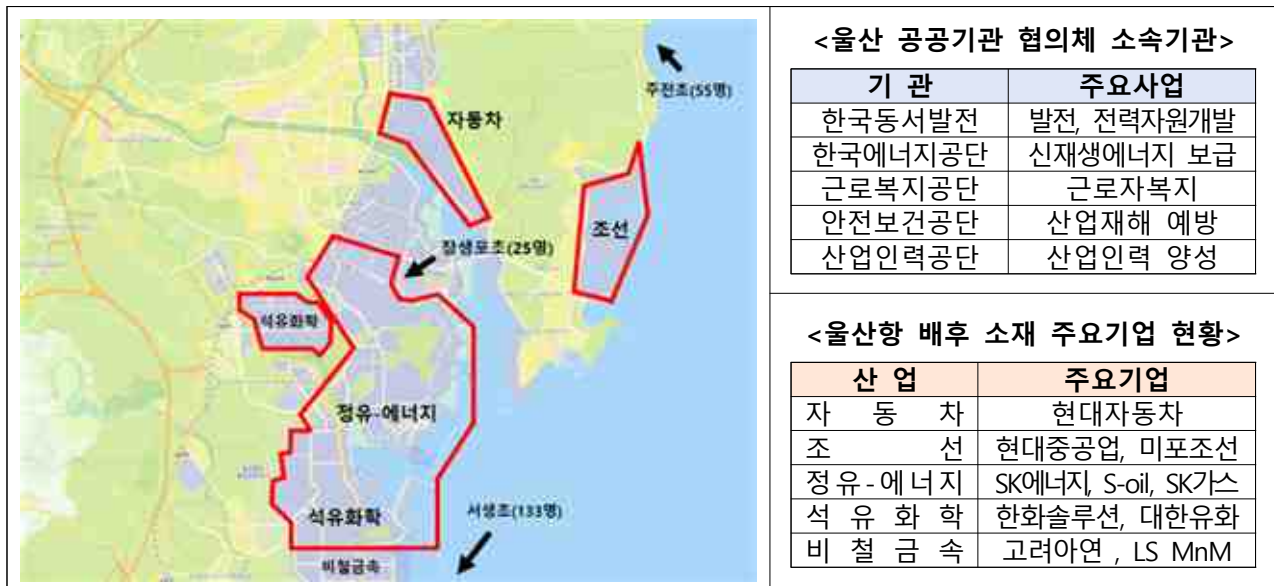 주전조(55명)
자동차
조선
장생포조(25명)
석유화학
정유-에너지
석유화학
서생조(133명)
비철금속
<울산 공공기관 협의체 소속기관>
기 관 주요사업
한국동서발전 발전, 전력자원개발
한국에너지공단 신재생에너지 보급
근로복지공단 근로자복지
안전보건공단 산업재해 예방
산업인력공단 산업인력 양성
<울산항 배후 소재 주요기업 현황>
산 업 주요기업
자 동 차 현대자동차
조 선 현대중공업, 미포조선
정유-에너지 SK에너지, S-oil, SK가스
석 유 화 학 한화솔루션, 대한유화
비 철 금 속 고려아연 , LS MnM